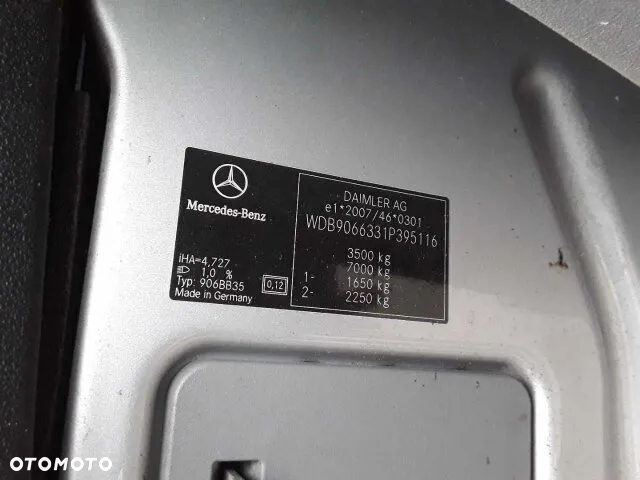 Mercedes-Benz
iHA=4,727
1,0 %
Typ: 906BB35
Made in Germany
0,12
DAIMLER AG
e1*2007/46*0301
WDB9066331P395116
3500 kg
7000 kg
1- 1650 kg
2- 2250 kg
OTOMOTO